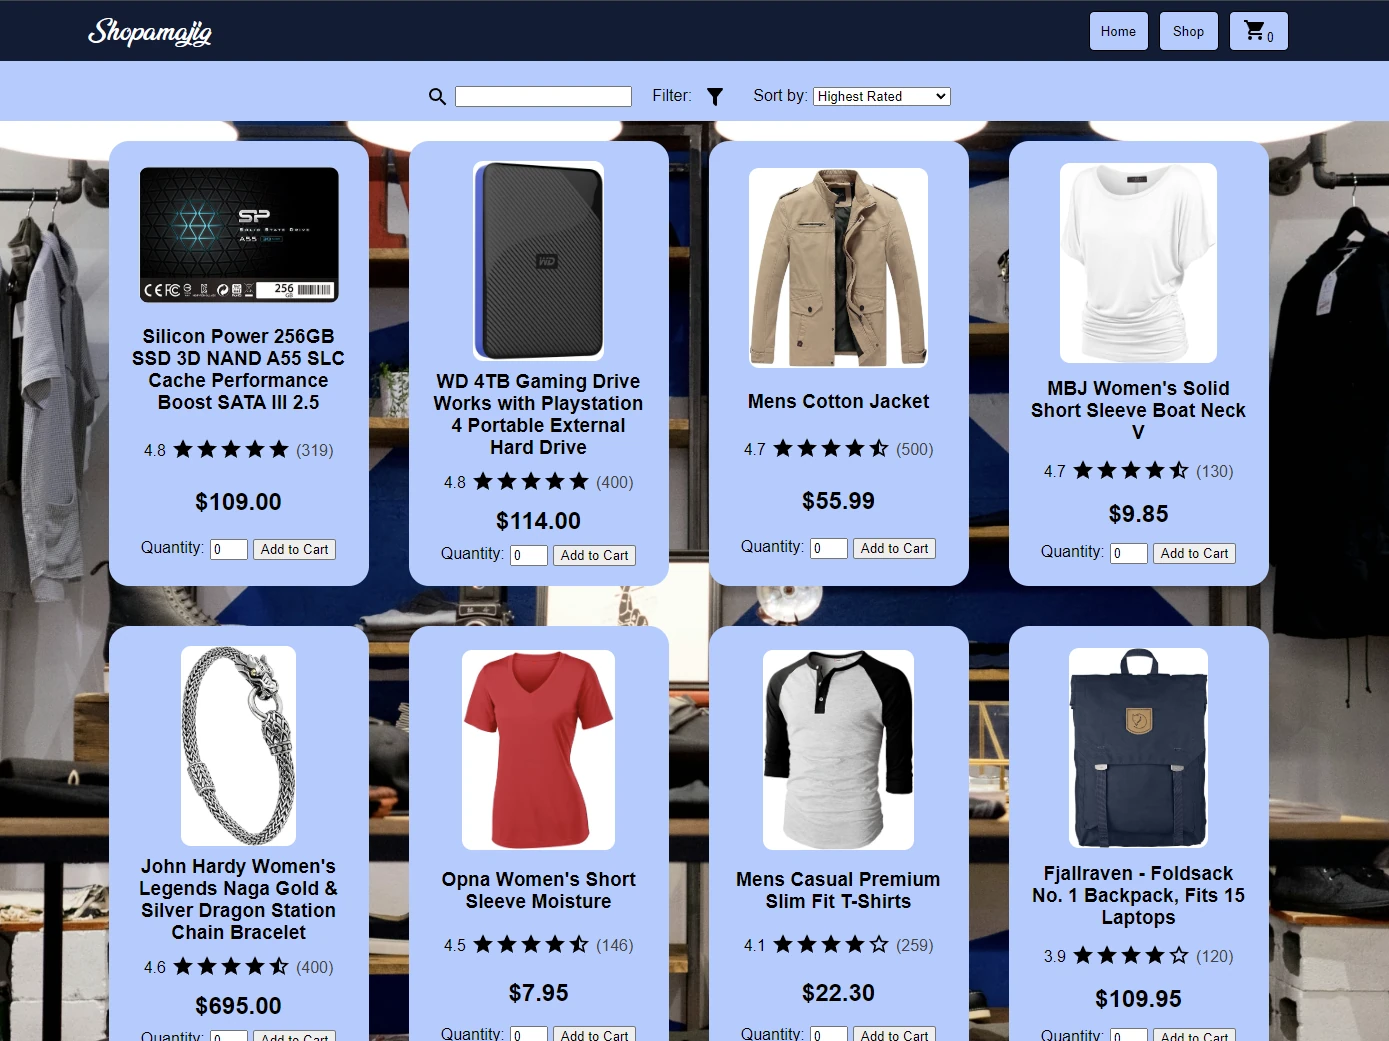 Shopamajig
Home
Shop
0
Filter:
Sort by: Highest Rated
SP
SOLID STATE DRIVE
A55
256
GB
Silicon Power 256GB
SSD 3D NAND A55 SLC
Cache Performance
Boost SATA III 2.5
4.8 (319)
$109.00
Quantity: 0 Add to Cart
WD
WD 4TB Gaming Drive
Works with Playstation
4 Portable External
Hard Drive
4.8 (400)
$114.00
Quantity: 0 Add to Cart
Mens Cotton Jacket
4.7 (500)
$55.99
Quantity: 0 Add to Cart
MBJ Women's Solid
Short Sleeve Boat Neck
V
4.7 (130)
$9.85
Quantity: 0 Add to Cart
John Hardy Women's
Legends Naga Gold &
Silver Dragon Station
Chain Bracelet
4.6 (400)
$695.00
Quantity: 0 Add to Cart
Opna Women's Short
Sleeve Moisture
4.5 (146)
$7.95
Quantity: 0 Add to Cart
Mens Casual Premium
Slim Fit T-Shirts
4.1 (259)
$22.30
Quantity: 0 Add to Cart
Fjallraven - Foldsack
No. 1 Backpack, Fits 15
Laptops
3.9 (120)
$109.95
Quantity: 0 Add to Cart